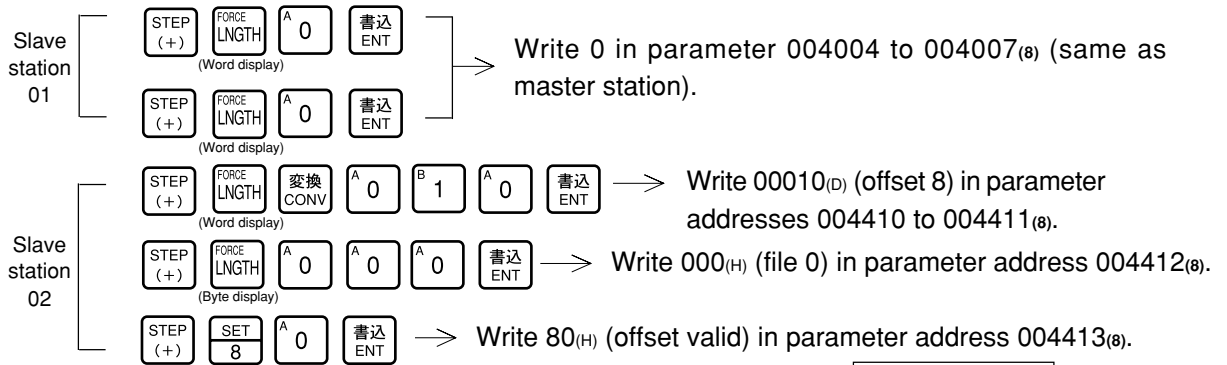 STEP (+) FORCE LNGTH A 0 書込 ENT
(Word display)
Slave station 01
Write 0 in parameter 004004 to 004007(8) (same as
master station).
STEP (+) FORCE LNGTH A 0 書込 ENT
(Word display)
STEP (+) FORCE LNGTH 変換 CONV A 0 B 1 A 0 書込 ENT
(Word display)
Write 00010(D) (offset 8) in parameter
addresses 004410 to 004411(8).
Slave station 02
STEP (+) FORCE LNGTH A 0 A 0 A 0 書込 ENT
(Byte display)
Write 000(H) (file 0) in parameter address 004412(8).
STEP (+) SET 8 A 0 書込 ENT
Write 80(H) (offset valid) in parameter address 004413(8).